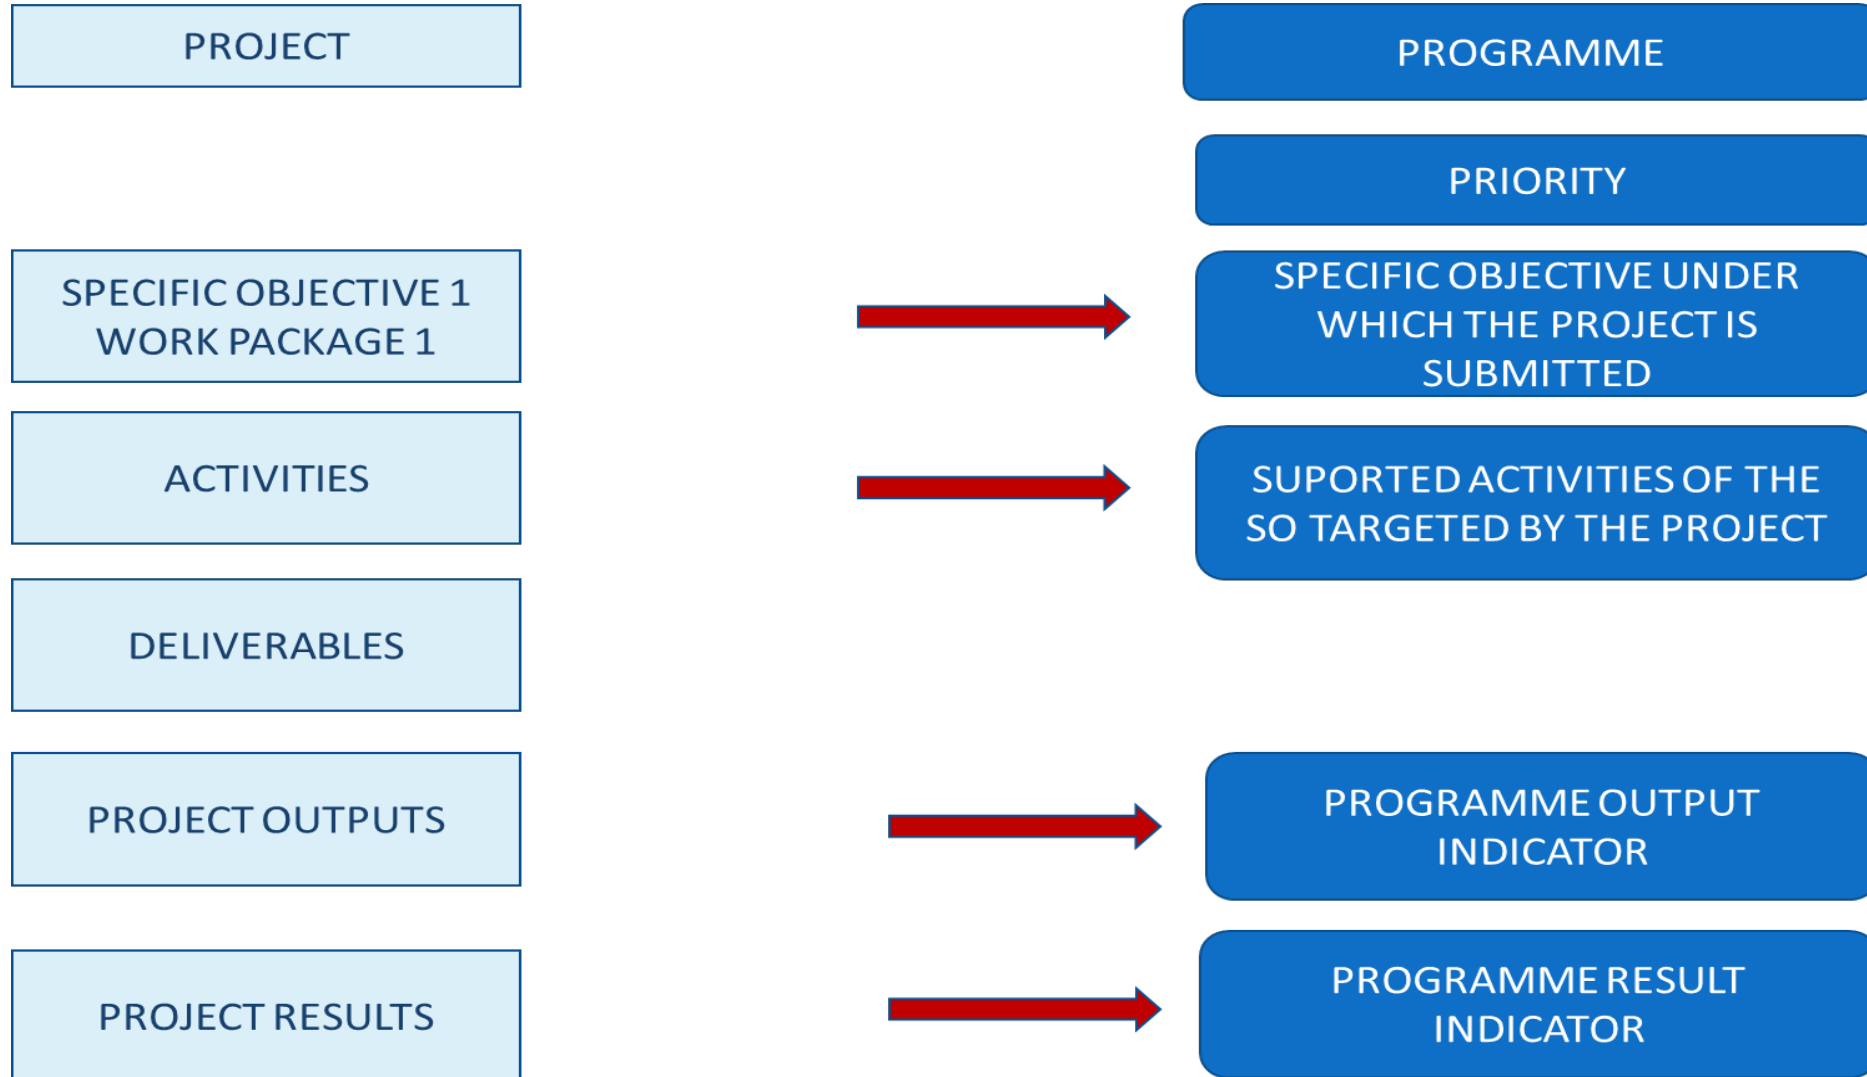 PROJECT
PROGRAMME
PRIORITY
SPECIFIC OBJECTIVE 1
WORK PACKAGE 1
SPECIFIC OBJECTIVE UNDER
WHICH THE PROJECT IS
SUBMITTED
ACTIVITIES
SUPORTED ACTIVITIES OF THE
SO TARGETED BY THE PROJECT
DELIVERABLES
PROJECT OUTPUTS
PROGRAMME OUTPUT
INDICATOR
PROJECT RESULTS
PROGRAMME RESULT
INDICATOR